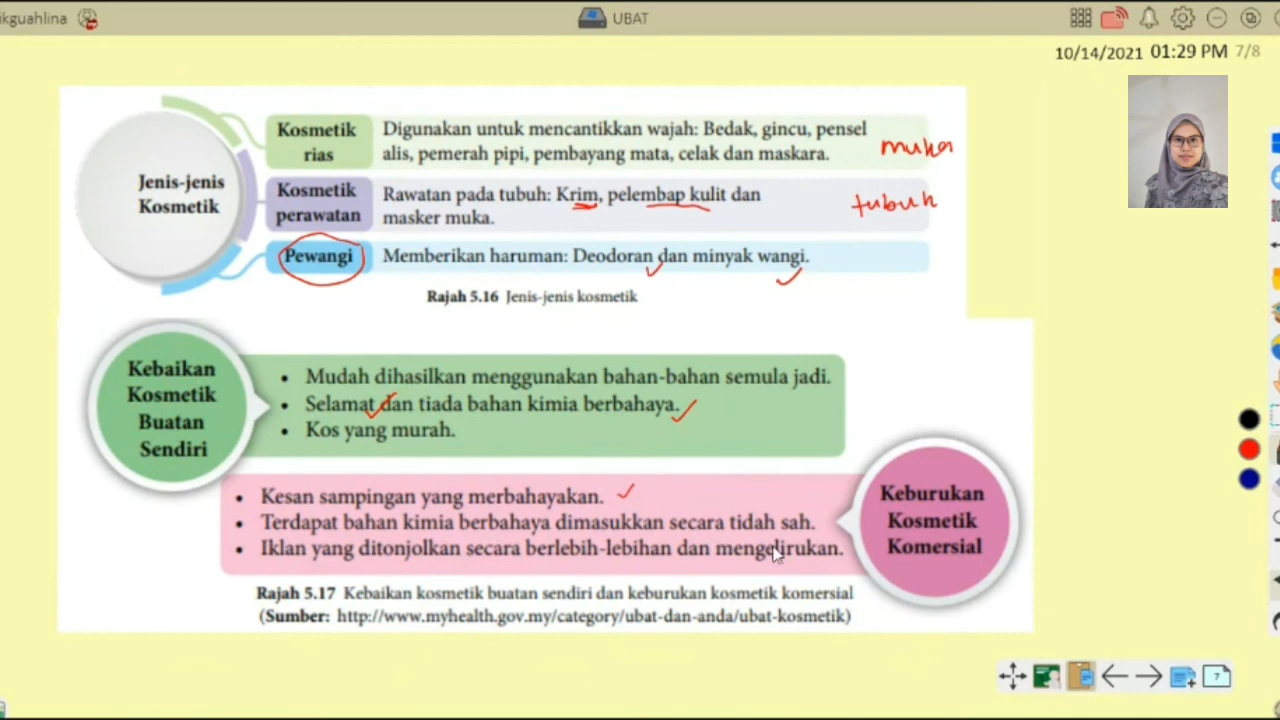 ikguahlina
UBAT
10/14/2021 01:29 PM 7/8
Jenis-jenis
Kosmetik
Kosmetik
rias
Digunakan untuk mencantikkan wajah: Bedak, gincu, pensel
alis, pemerah pipi, pembayang mata, celak dan maskara.
muka
Kosmetik
perawatan
Rawatan pada tubuh: Krim, pelembap kulit dan
masker muka.
tubuh
Pewangi
Memberikan haruman: Deodoran dan minyak wangi.
Rajah 5.16 Jenis-jenis kosmetik
Kebaikan
Kosmetik
Buatan
Sendiri
• Mudah dihasilkan menggunakan bahan-bahan semula jadi.
• Selamat dan tiada bahan kimia berbahaya.
• Kos yang murah.
• Kesan sampingan yang merbahayakan.
• Terdapat bahan kimia berbahaya dimasukkan secara tidah sah.
• Iklan yang ditonjolkan secara berlebih-lebihan dan mengelirukan.
Keburukan
Kosmetik
Komersial
Rajah 5.17 Kebaikan kosmetik buatan sendiri dan keburukan kosmetik komersial
(Sumber: http://www.myhealth.gov.my/category/ubat-dan-anda/ubat-kosmetik)
7